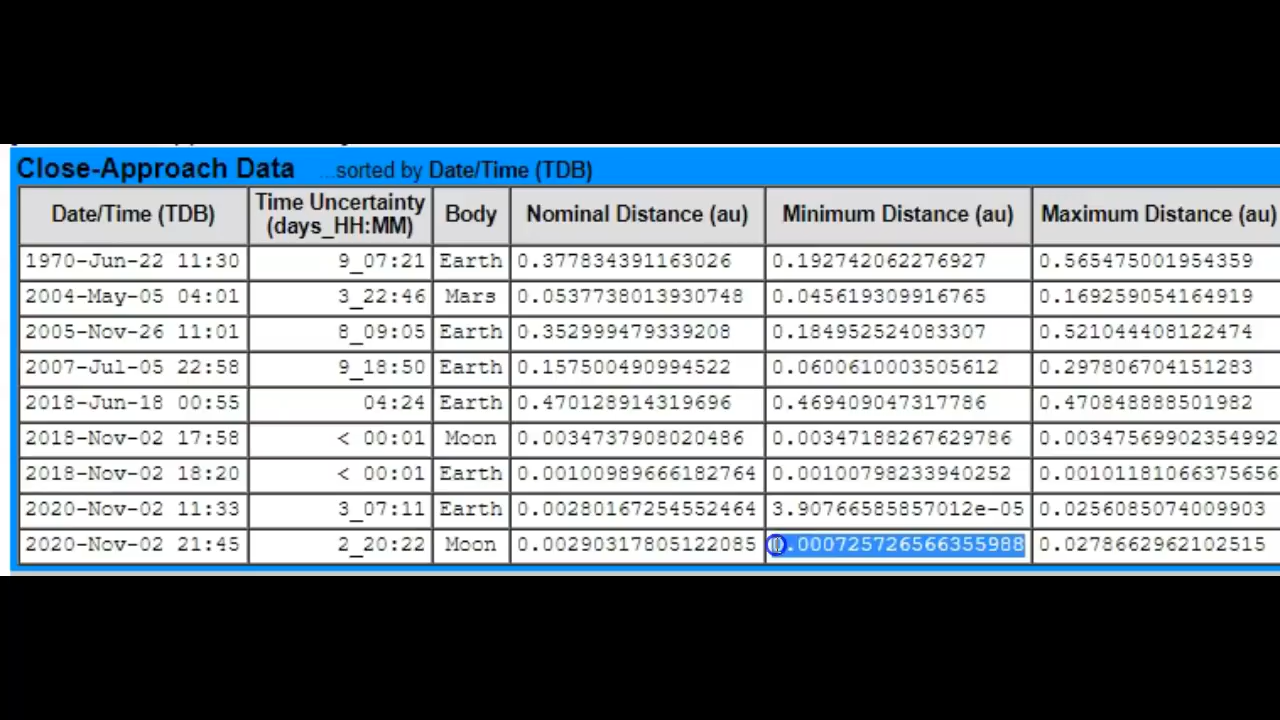 Close-Approach Data ...sorted by Date/Time (TDB)
Date/Time (TDB) Time Uncertainty (days_HH:MM) Body Nominal Distance (au) Minimum Distance (au) Maximum Distance (au)
1970-Jun-22 11:30 9_07:21 Earth 0.377834391163026 0.192742062276927 0.565475001954359
2004-May-05 04:01 3_22:46 Mars 0.0537738013930748 0.045619309916765 0.169259054164919
2005-Nov-26 11:01 8_09:05 Earth 0.352999479339208 0.184952524083307 0.521044408122474
2007-Jul-05 22:58 9_18:50 Earth 0.157500490994522 0.0600610003505612 0.297806704151283
2018-Jun-18 00:55 04:24 Earth 0.470128914319696 0.469409047317786 0.470848888501982
2018-Nov-02 17:58 < 00:01 Moon 0.0034737908020486 0.00347188267629786 0.00347569902354992
2018-Nov-02 18:20 < 00:01 Earth 0.00100989666182764 0.00100798233940252 0.00101181066375656
2020-Nov-02 11:33 3_07:11 Earth 0.00280167254552464 3.90766585857012e-05 0.0256085074009903
2020-Nov-02 21:45 2_20:22 Moon 0.00290317805122085 0.000725726566355988 0.0278662962102515